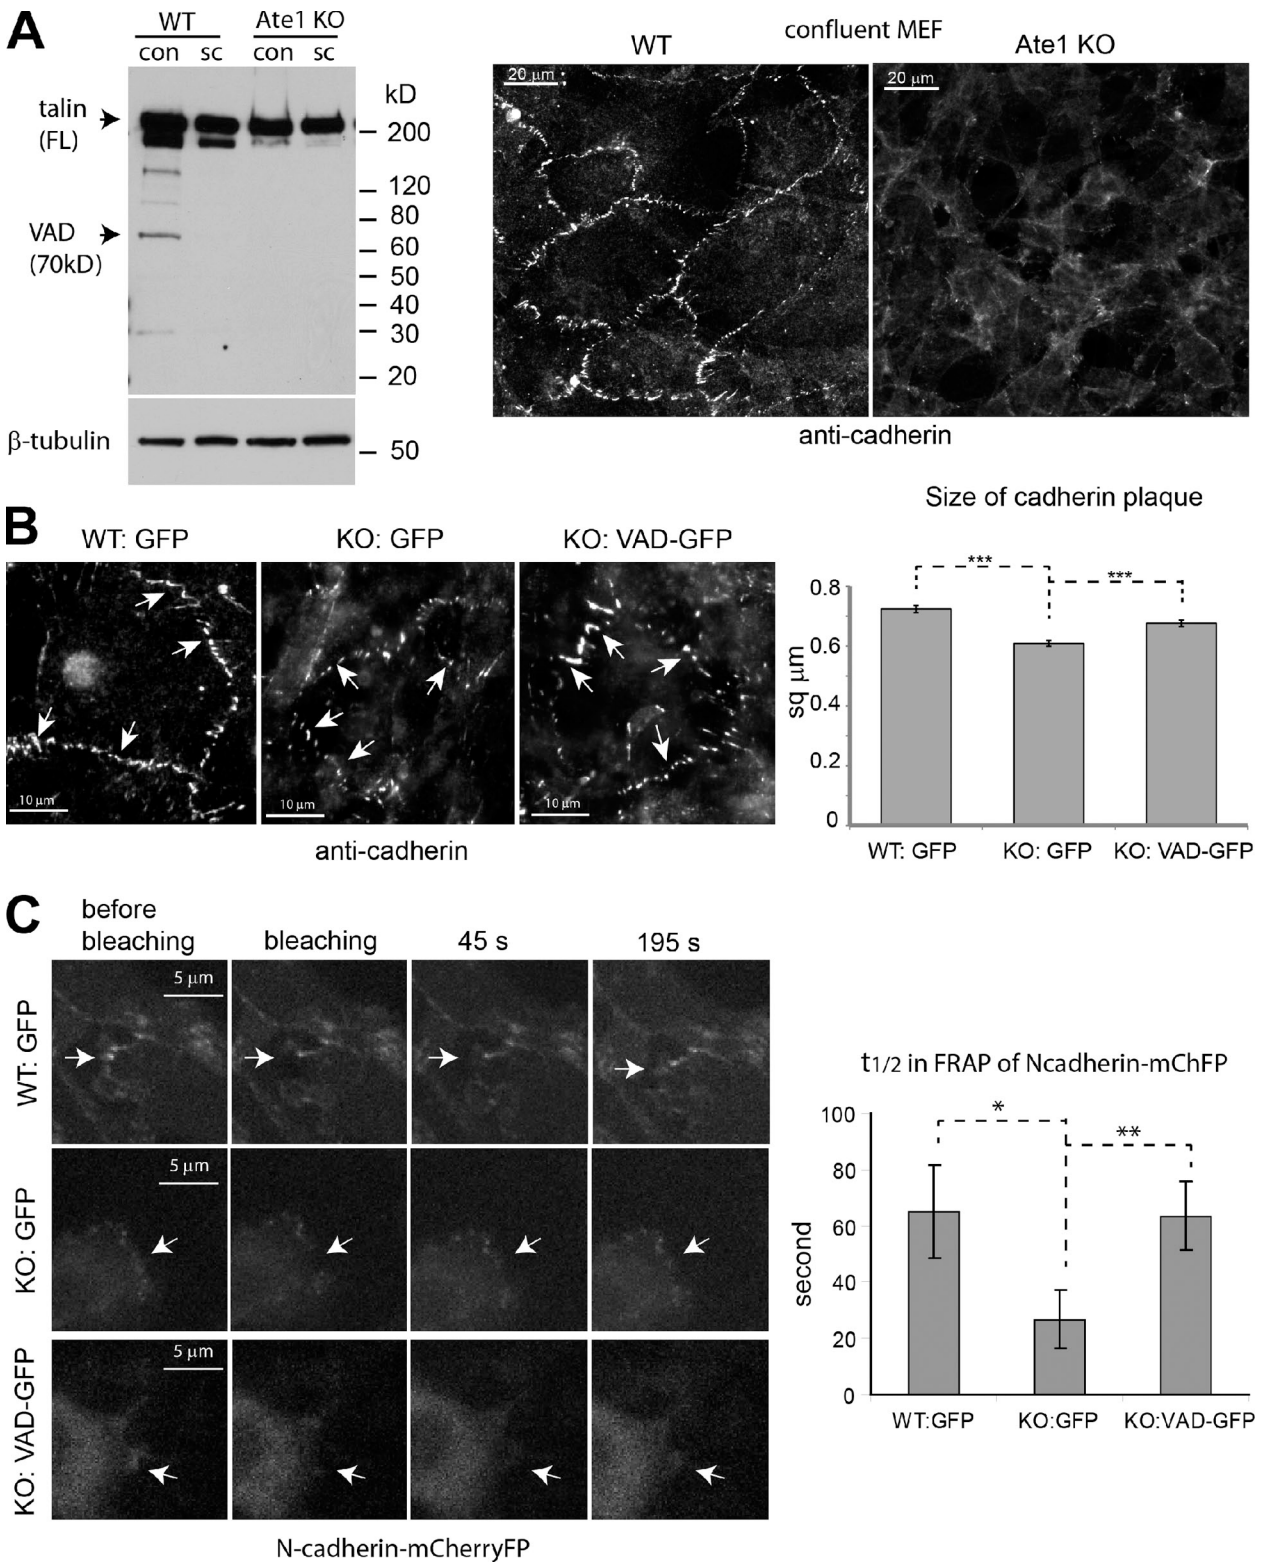 A
WT
Ate1 KO
con
sc
con
sc
kD
talin
(FL)
200
120
80
VAD
(70kD)
60
50
40
30
20
β-tubulin
50
confluent MEF
WT
Ate1 KO
20 μm
20 μm
anti-cadherin
B
WT: GFP
KO: GFP
KO: VAD-GFP
10 μm
10 μm
10 μm
anti-cadherin
Size of cadherin plaque
***
***
sq μm
0.8
0.6
0.4
0.2
0
WT: GFP
KO: GFP
KO: VAD-GFP
C
before
bleaching
bleaching
45 s
195 s
WT: GFP
5 μm
KO: GFP
5 μm
KO: VAD-GFP
5 μm
N-cadherin-mCherryFP
t1/2 in FRAP of Ncadherin-mChFP
*
**
second
100
80
60
40
20
0
WT:GFP
KO:GFP
KO:VAD-GFP